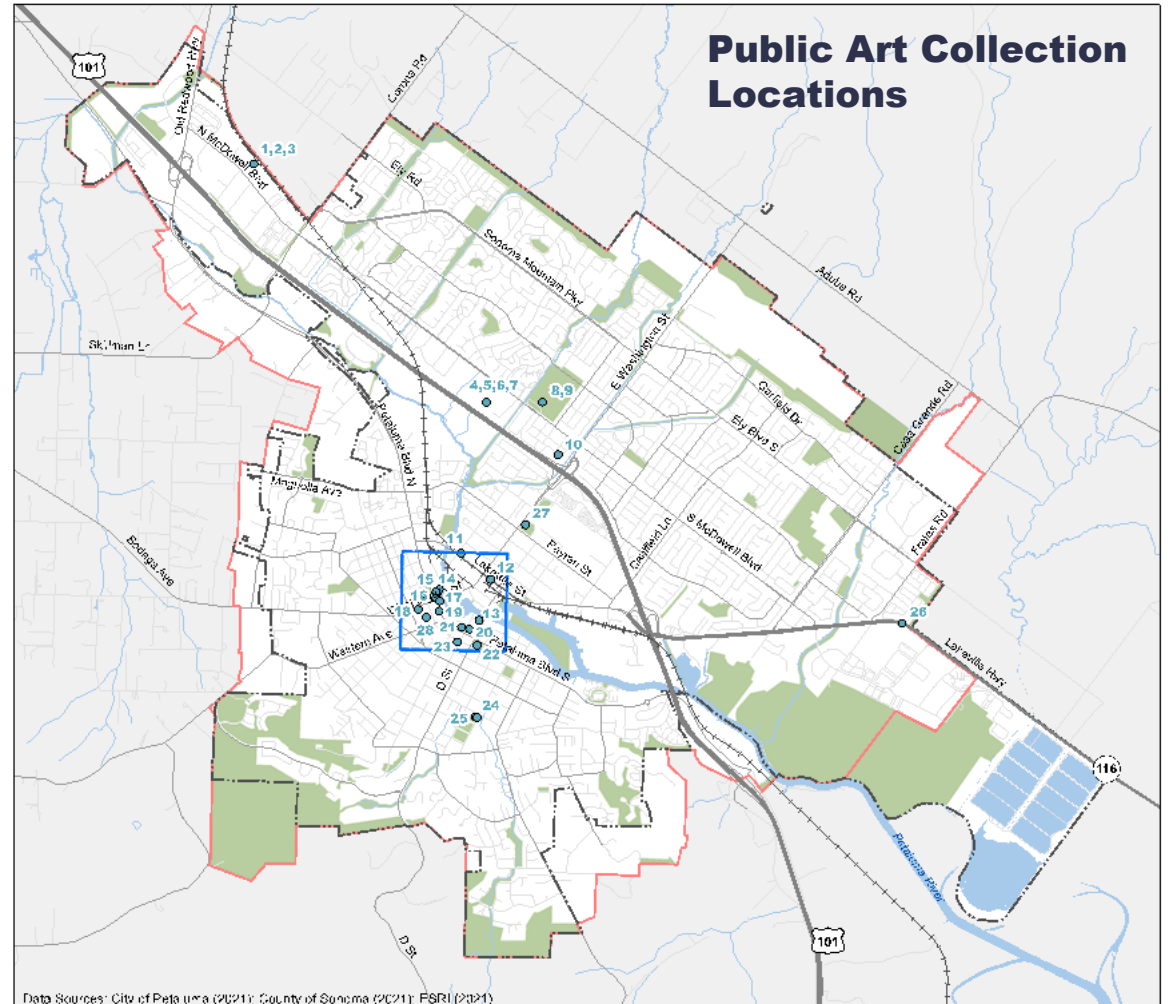 Public Art Collection
Locations
101
Old Redwood Hwy
Corona Rd
N McDowell Blvd
1,2,3
Ely Rd
Sonoma Mountain Pkwy
Adobe Rd
E Washington St
Skillman Ln
4,5,6,7
8,9
Garfield Dr
Casa Grande Rd
Ely Blvd S
Petaluma Blvd N
10
Magnolia Ave
27
S McDowell Blvd
Frates Rd
Bodega Ave
11
Payran St
Caulfield Ln
Lakeville St
12
15
14
16
17
18
19
13
26
28
21
20
Western Ave
23
22
Petaluma Blvd S
Lakeville Hwy
D St
25
24
116
Petaluma River
D St
101
Data Sources: City of Petaluma (2021); County of Sonoma (2021); ESRI (2021)